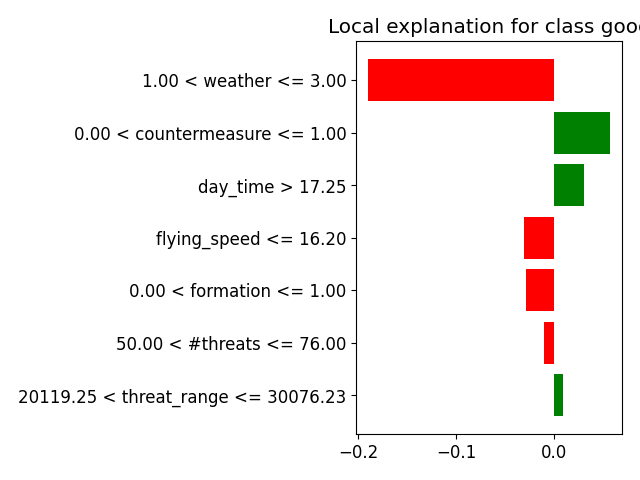 Local explanation for class good
1.00 < weather <= 3.00
0.00 < countermeasure <= 1.00
day_time > 17.25
flying_speed <= 16.20
0.00 < formation <= 1.00
50.00 < #threats <= 76.00
20119.25 < threat_range <= 30076.23
−0.2 −0.1 0.0